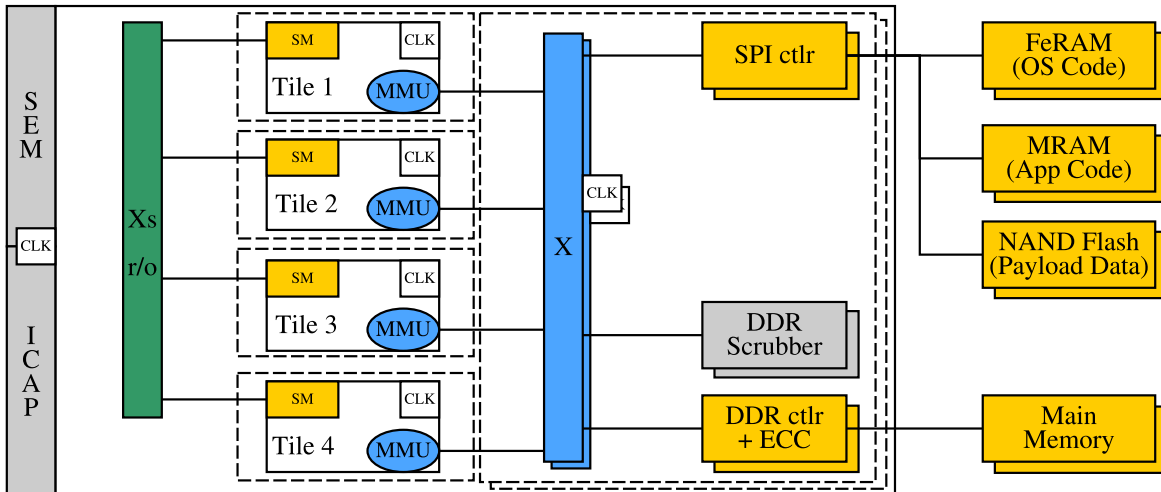 S
E
M
CLK
I
C
A
P
Xs
r/o
SM
CLK
Tile 1
MMU
SM
CLK
Tile 2
MMU
SM
CLK
Tile 3
MMU
SM
CLK
Tile 4
MMU
X
CLK
SPI ctlr
DDR
Scrubber
DDR ctlr
+ ECC
FeRAM
(OS Code)
MRAM
(App Code)
NAND Flash
(Payload Data)
Main
Memory